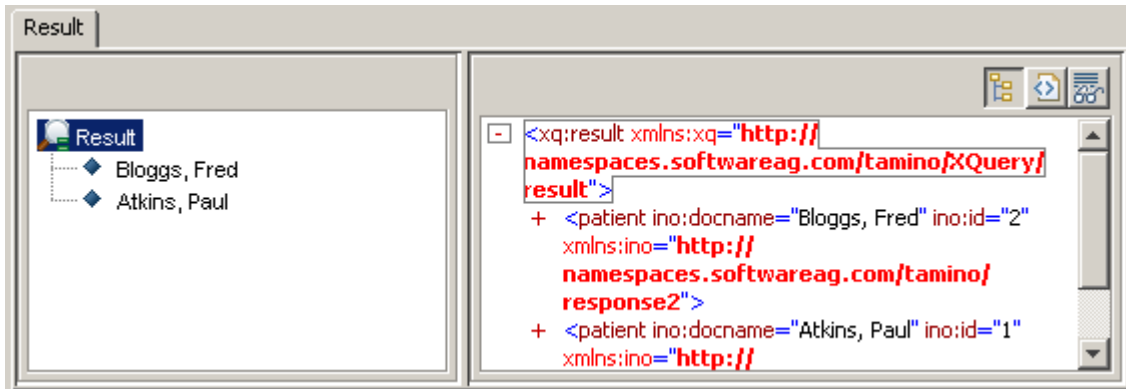 Result
Result
Bloggs, Fred
Atkins, Paul
<xq:result xmlns:xq="http://
namespaces.softwareag.com/tamino/XQuery/
result">
+ <patient ino:docname="Bloggs, Fred" ino:id="2"
xmlns:ino="http://
namespaces.softwareag.com/tamino/
response2">
+ <patient ino:docname="Atkins, Paul" ino:id="1"
xmlns:ino="http://